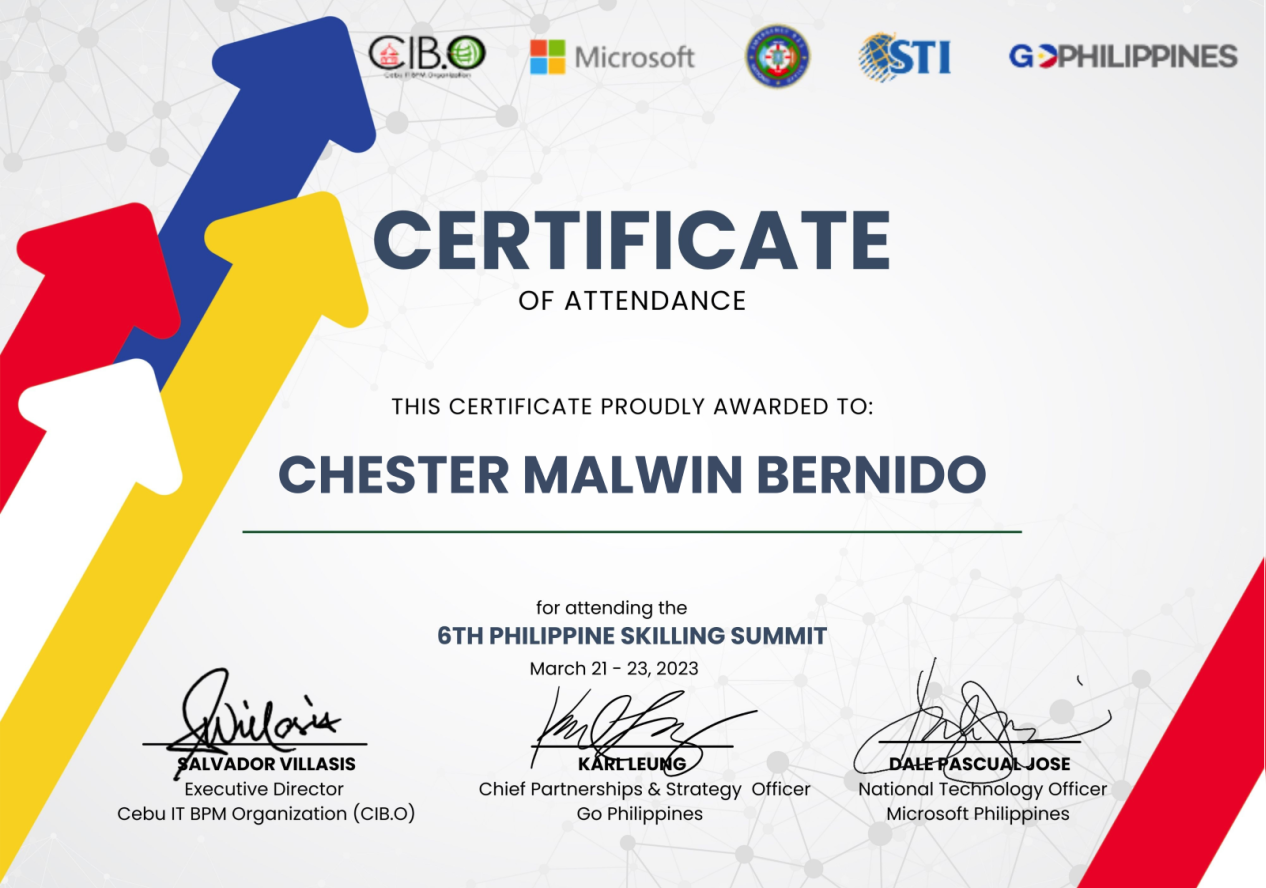 CIB.O
Cebu IT-BPM Organization
Microsoft
STI
GOPHILIPPINES
CERTIFICATE
OF ATTENDANCE
THIS CERTIFICATE PROUDLY AWARDED TO:
CHESTER MALWIN BERNIDO
for attending the
6TH PHILIPPINE SKILLING SUMMIT
March 21 - 23, 2023
SALVADOR VILLASIS
Executive Director
Cebu IT BPM Organization (CIB.O)
KARL LEUNG
Chief Partnerships & Strategy Officer
Go Philippines
DALE PASCUAL JOSE
National Technology Officer
Microsoft Philippines